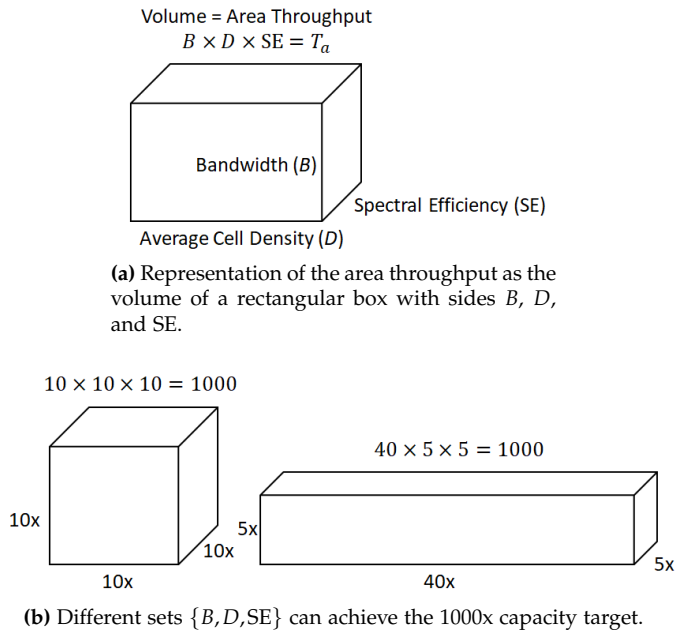 Volume = Area Throughput
B × D × SE = Tₐ
Bandwidth (B)
Spectral Efficiency (SE)
Average Cell Density (D)
(a) Representation of the area throughput as the
volume of a rectangular box with sides B, D,
and SE.
10 × 10 × 10 = 1000
40 × 5 × 5 = 1000
10x
10x
10x
5x
40x
5x
(b) Different sets {B,D,SE} can achieve the 1000x capacity target.